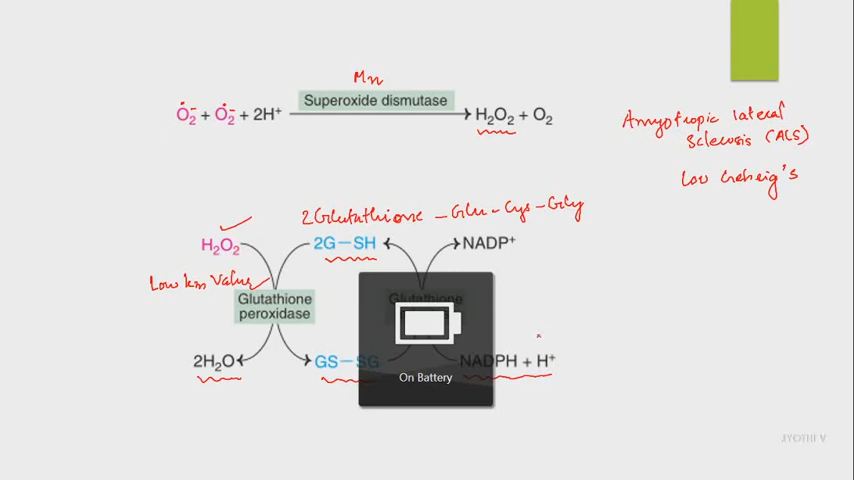 Mn
Superoxide dismutase
O₂⁻ + O₂⁻ + 2H⁺ H₂O₂ + O₂
Amyotropic lateral
Sclerosis (ALS)
Lou Gehrig's
2Glutathione - Glu - Cys - Gly
H₂O₂ 2G—SH NADP⁺
Low km Value
Glutathione
peroxidase
Glutathione
2H₂O GS—SG NADPH + H⁺
On Battery
JYOTHI V